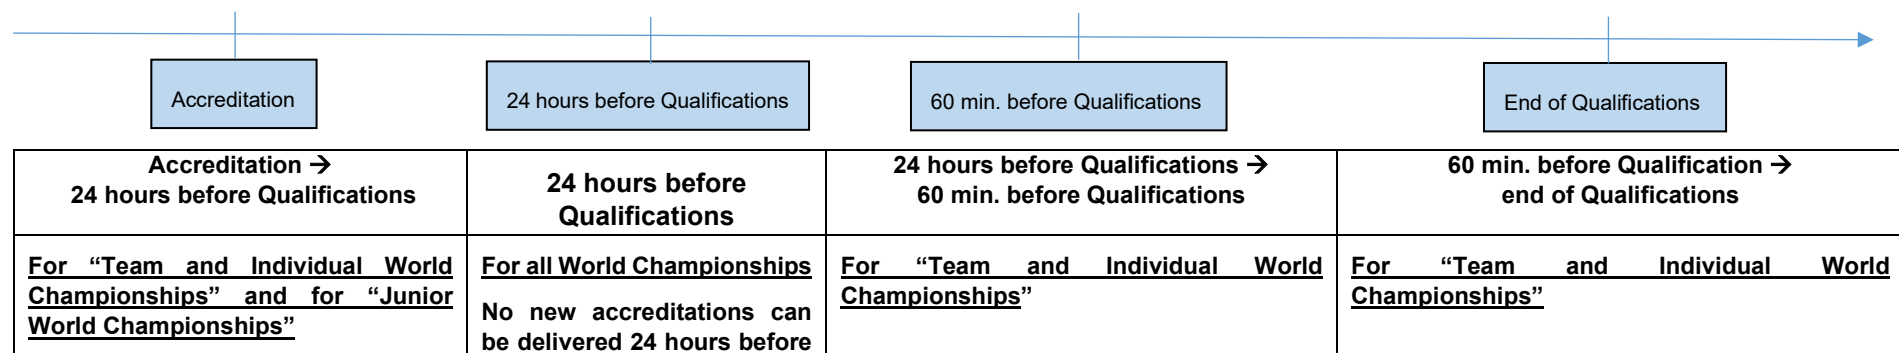 Accreditation
24 hours before Qualifications
60 min. before Qualifications
End of Qualifications
Accreditation →
24 hours before Qualifications
24 hours before
Qualifications
24 hours before Qualifications →
60 min. before Qualifications
60 min. before Qualification →
end of Qualifications
For “Team and Individual World
Championships” and for “Junior
World Championships”
For all World Championships
No new accreditations can
be delivered 24 hours before
For “Team and Individual World
Championships”
For “Team and Individual World
Championships”